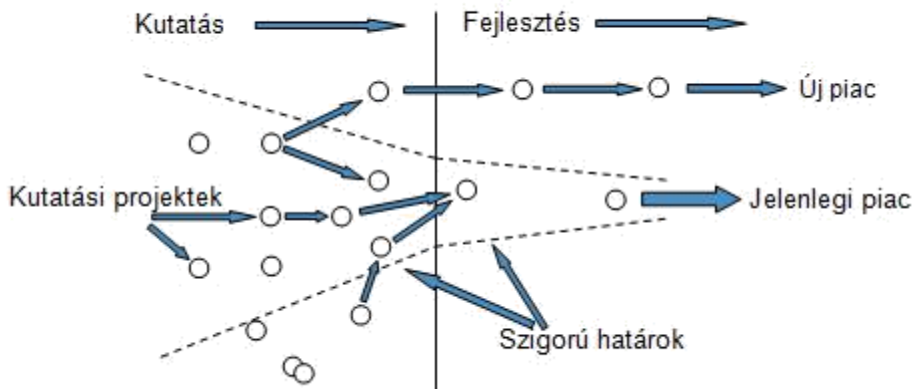 Kutatás
Fejlesztés
Új piac
Kutatási projektek
Jelenlegi piac
Szigorú határok